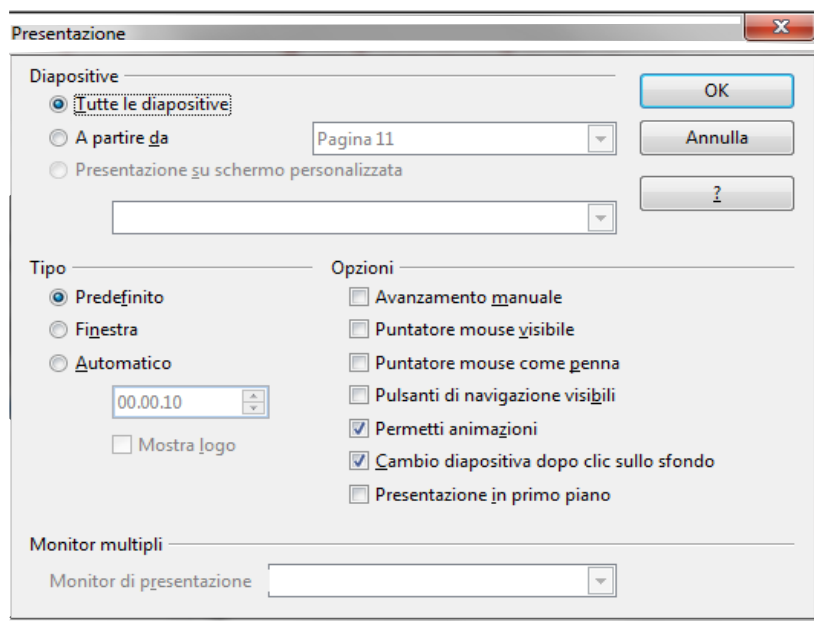 Presentazione
Diapositive
Tutte le diapositive
OK
A partire da
Pagina 11
Annulla
Presentazione su schermo personalizzata
?
Tipo
Opzioni
Predefinito
Avanzamento manuale
Finestra
Puntatore mouse visibile
Automatico
Puntatore mouse come penna
00.00.10
Pulsanti di navigazione visibili
Mostra logo
Permetti animazioni
Cambio diapositiva dopo clic sullo sfondo
Presentazione in primo piano
Monitor multipli
Monitor di presentazione